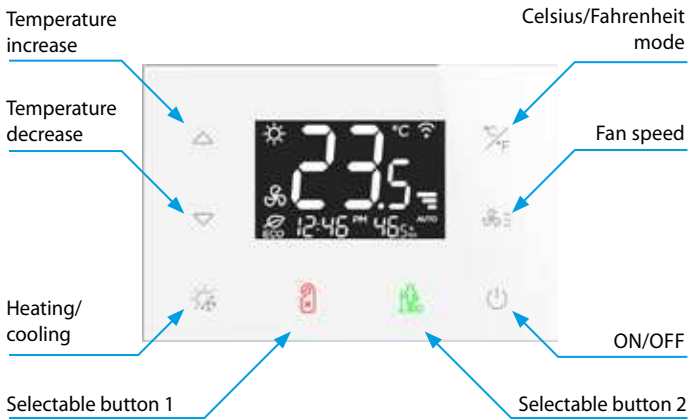 Temperature
increase
Celsius/Fahrenheit
mode
Temperature
decrease
Fan speed
°C
23.5
°C/°F
ECO
12:46 PM
AUTO
Heating/
cooling
ON/OFF
Selectable button 1
Selectable button 2